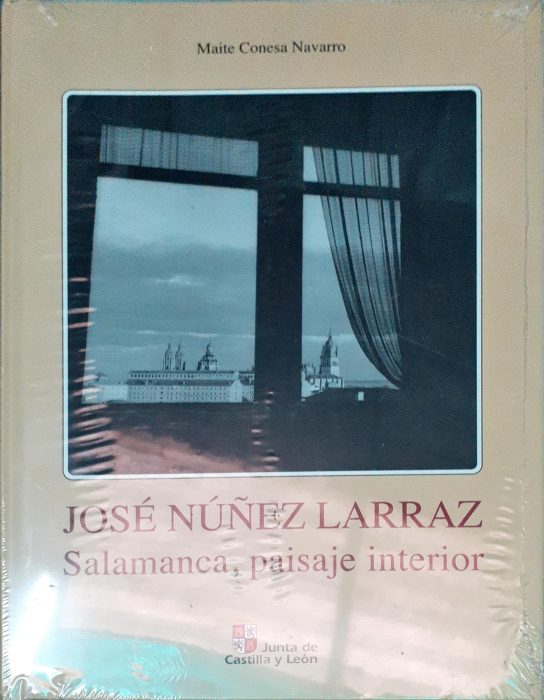 Maite Conesa Navarro
JOSÉ NÚÑEZ LARRAZ
Salamanca, paisaje interior
Junta de
Castilla y León